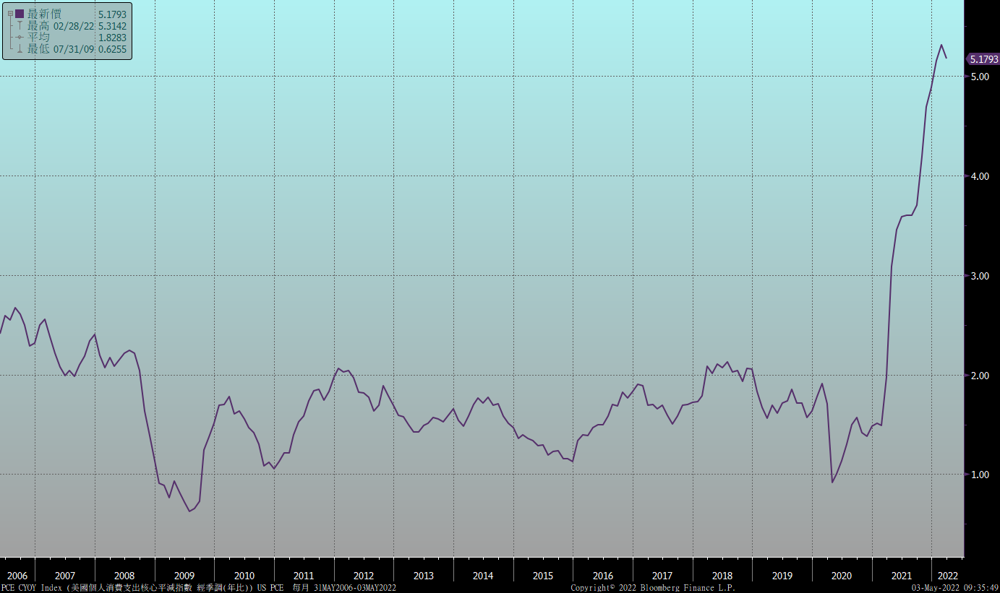 最新價 5.1793
最高 02/28/22 5.3142
平均 1.8283
最低 07/31/09 0.6255
5.1793
5.00
4.00
3.00
2.00
1.00
2006 2007 2008 2009 2010 2011 2012 2013 2014 2015 2016 2017 2018 2019 2020 2021 2022
PCE CYOY Index (美國個人消費支出核心平減指數 經季調(年比)) US PCE 每月 31MAY2006-03MAY2022 Copyright© 2022 Bloomberg Finance L.P. 03-May-2022 09:35:49